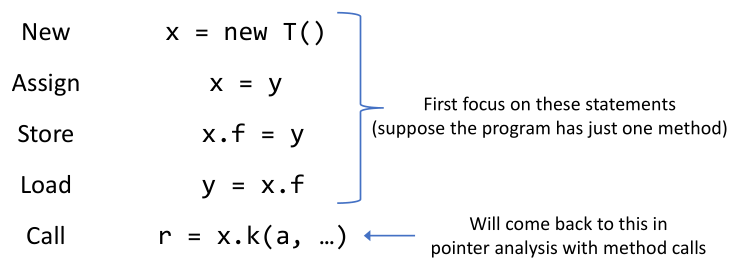 New x = new T()
Assign x = y
Store x.f = y
Load y = x.f
First focus on these statements
(suppose the program has just one method)
Call r = x.k(a, …)
Will come back to this in
pointer analysis with method calls